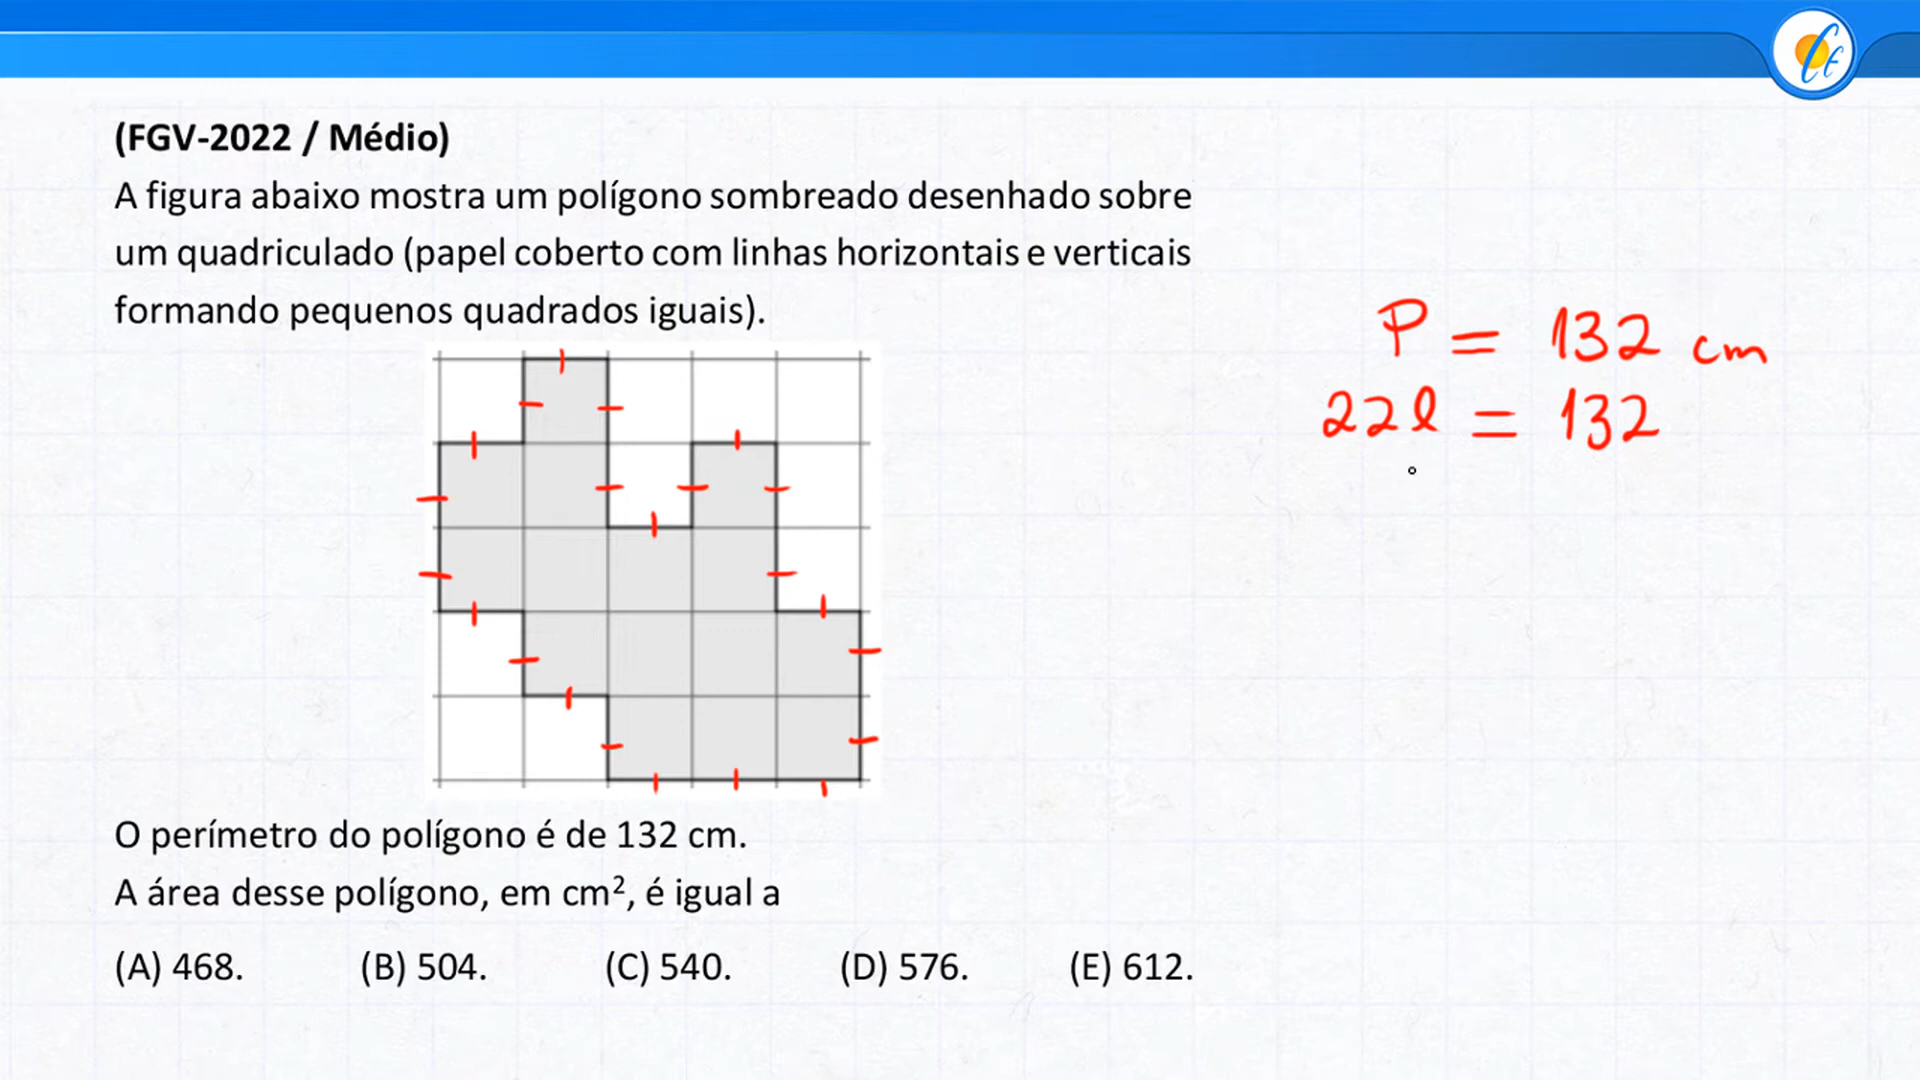 (FGV-2022 / Médio)
A figura abaixo mostra um polígono sombreado desenhado sobre
um quadriculado (papel coberto com linhas horizontais e verticais
formando pequenos quadrados iguais).
P = 132 cm
22l = 132
O perímetro do polígono é de 132 cm.
A área desse polígono, em cm², é igual a
(A) 468. (B) 504. (C) 540. (D) 576. (E) 612.